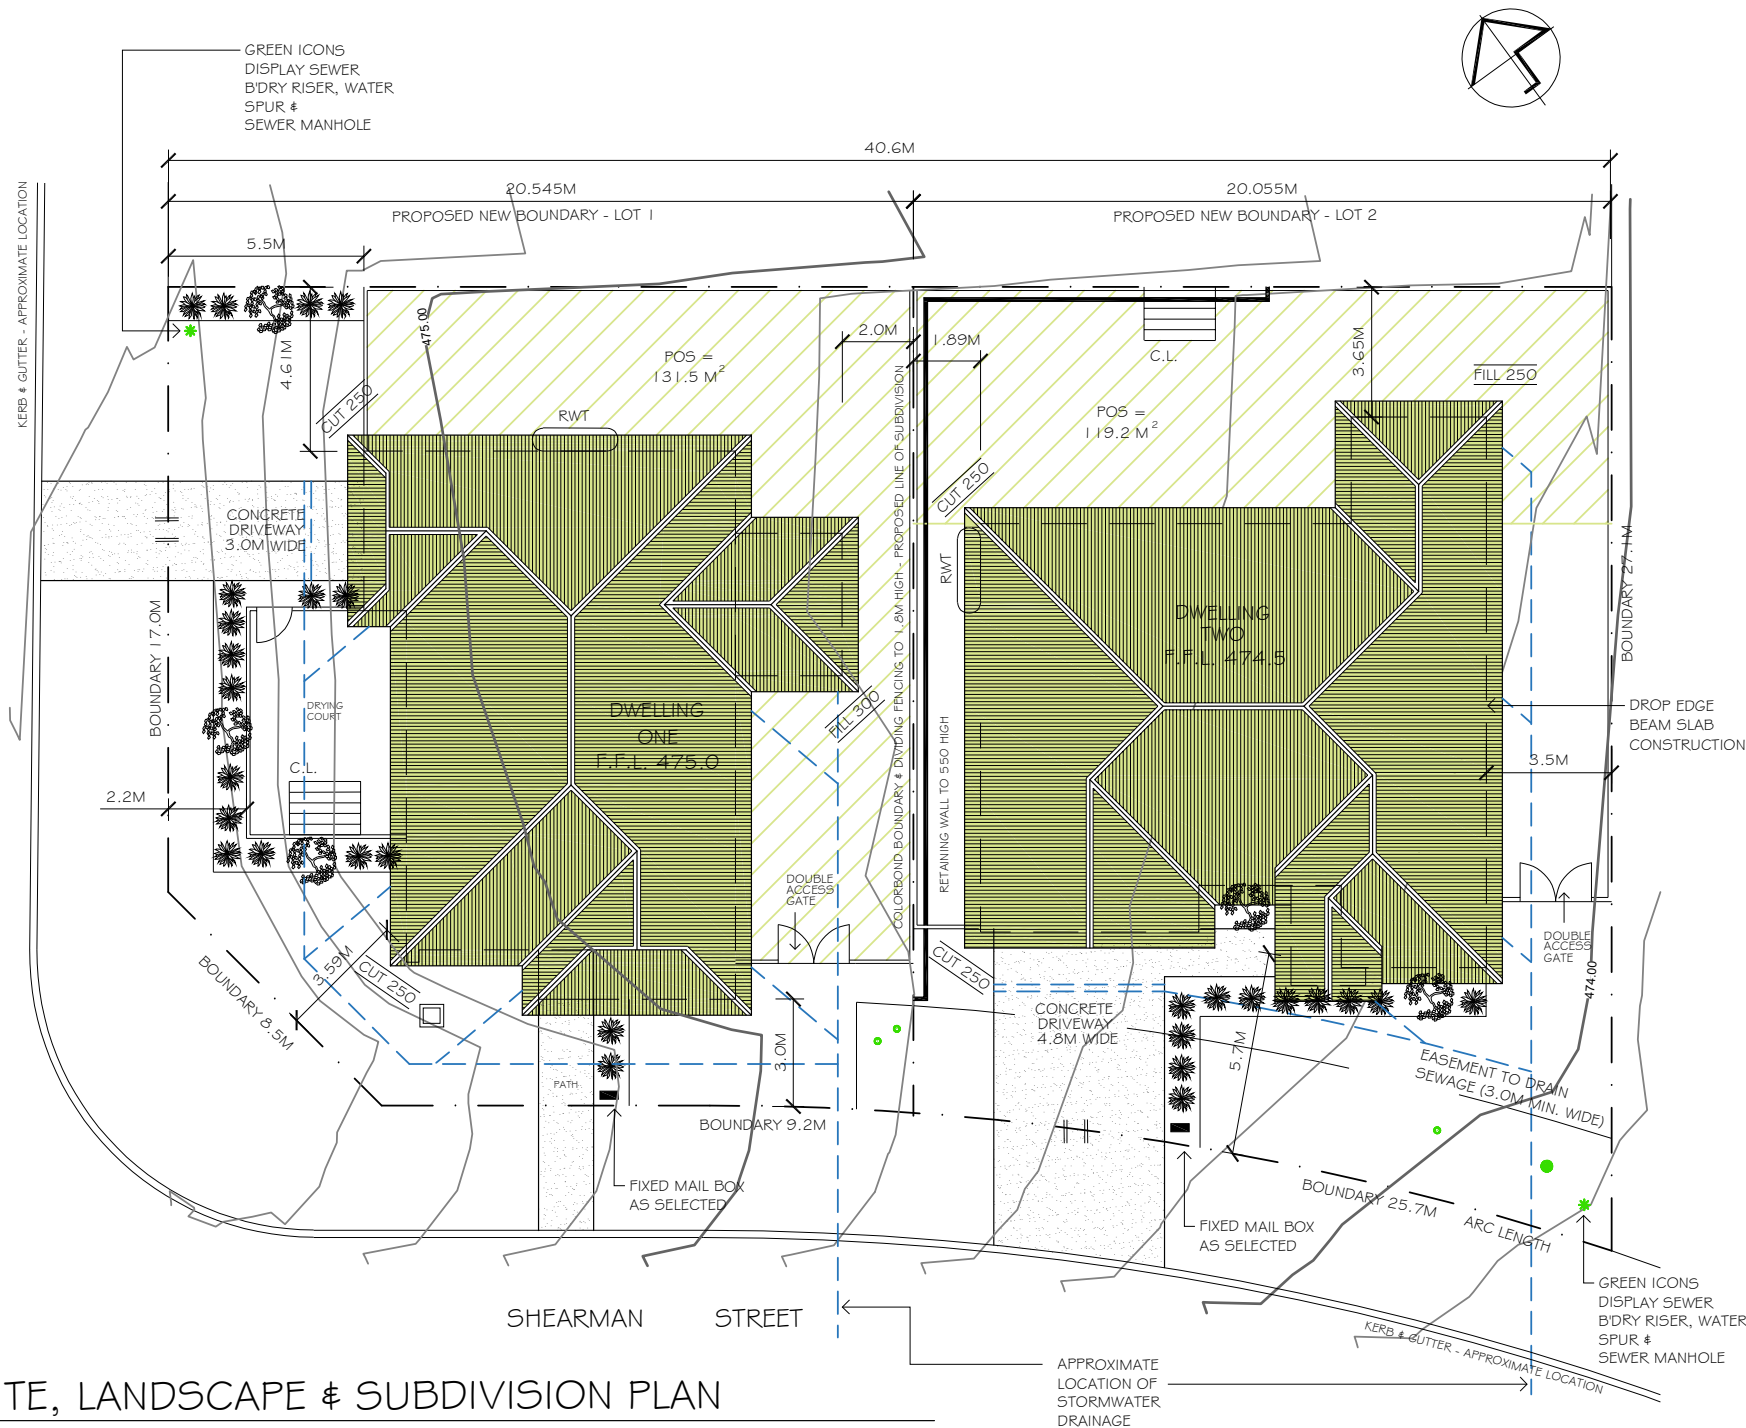 GREEN ICONS
DISPLAY SEWER
B'DRY RISER, WATER
SPUR &
SEWER MANHOLE
KERB & GUTTER - APPROXIMATE LOCATION
40.6M
20.545M
20.055M
PROPOSED NEW BOUNDARY - LOT 1
PROPOSED NEW BOUNDARY - LOT 2
5.5M
475.00
4.61M
CUT 250
POS =
131.5 M²
2.0M
1.89M
C.L.
3.65M
FILL 250
RWT
POS =
119.2 M²
CUT 250
CONCRETE
DRIVEWAY
3.0M WIDE
COLORBOND BOUNDARY & DIVIDING FENCING TO 1.8M HIGH - PROPOSED LINE OF SUBDIVISION
RWT
BOUNDARY 27.1M
BOUNDARY 17.0M
DWELLING
TWO
F.F.L. 474.5
DRYING
COURT
DWELLING
ONE
F.F.L. 475.0
FILL 300
DROP EDGE
BEAM SLAB
CONSTRUCTION
3.5M
C.L.
2.2M
RETAINING WALL TO 550 HIGH
DOUBLE
ACCESS
GATE
DOUBLE
ACCESS
GATE
474.00
BOUNDARY 8.5M
3.59M
CUT 250
CUT 250
CONCRETE
DRIVEWAY
4.8M WIDE
3.0M
5.7M
EASEMENT TO DRAIN
SEWAGE (3.0M MIN. WIDE)
PATH
BOUNDARY 9.2M
FIXED MAIL BOX
AS SELECTED
BOUNDARY 25.7M
ARC LENGTH
FIXED MAIL BOX
AS SELECTED
GREEN ICONS
DISPLAY SEWER
B'DRY RISER, WATER
SPUR &
SEWER MANHOLE
SHEARMAN STREET
KERB & GUTTER - APPROXIMATE LOCATION
APPROXIMATE
LOCATION OF
STORMWATER
DRAINAGE
TE, LANDSCAPE & SUBDIVISION PLAN